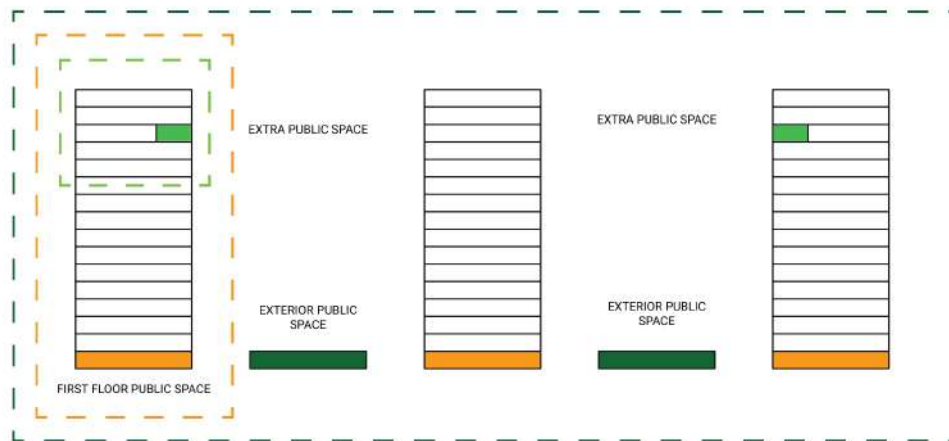 EXTRA PUBLIC SPACE
EXTRA PUBLIC SPACE
EXTERIOR PUBLIC
SPACE
EXTERIOR PUBLIC
SPACE
FIRST FLOOR PUBLIC SPACE